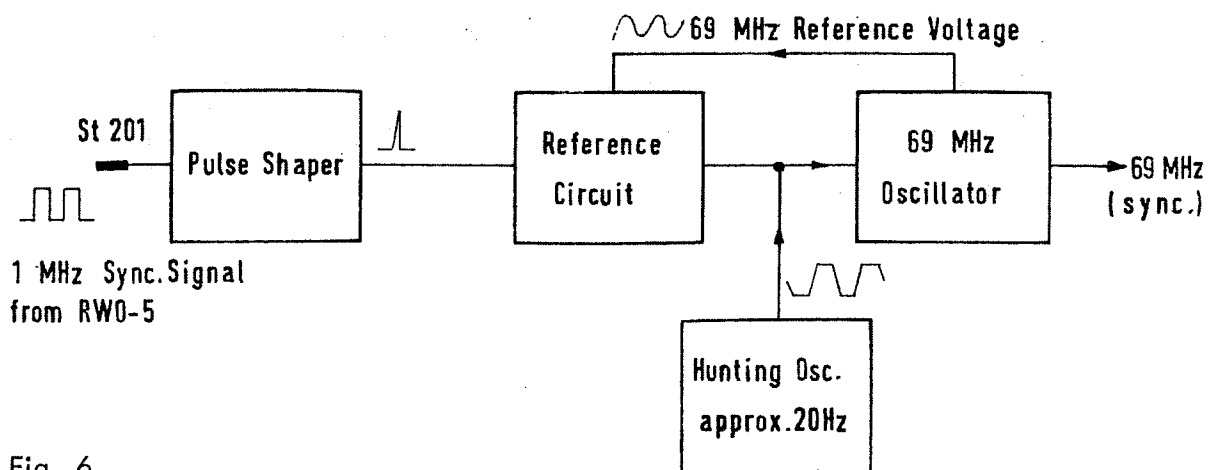 69 MHz Reference Voltage
St 201
Pulse Shaper
Reference
Circuit
69 MHz
Oscillator
69 MHz
(sync.)
1 MHz Sync. Signal
from RWO-5
Hunting Osc.
approx. 20Hz
Fig. 6